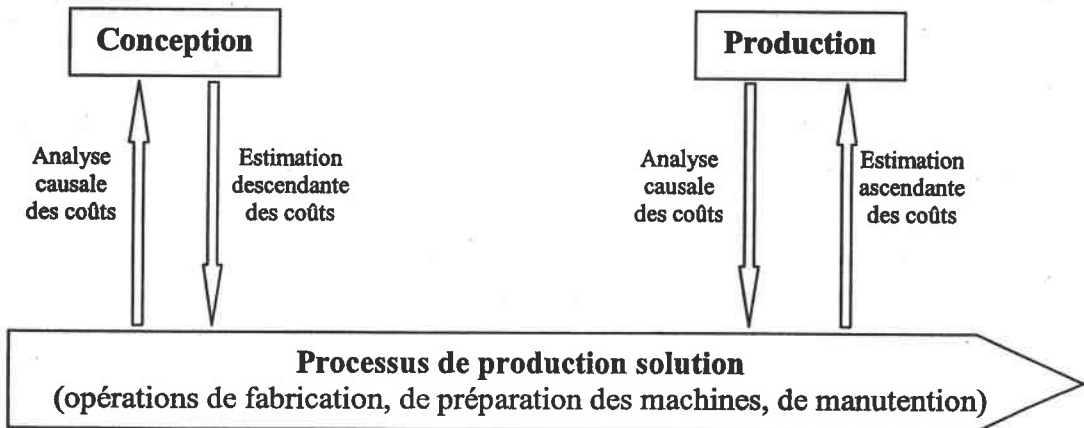 Conception
Production
Analyse
causale
des coûts
Estimation
descendante
des coûts
Analyse
causale
des coûts
Estimation
ascendante
des coûts
Processus de production solution
(opérations de fabrication, de préparation des machines, de manutention)